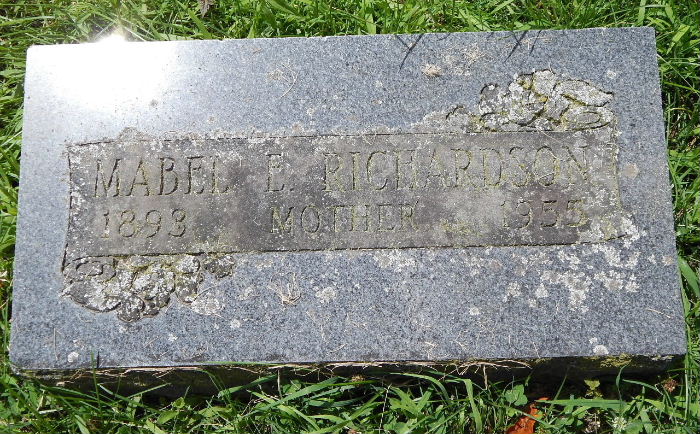 MABEL E. RICHARDSON
1893 MOTHER 1955